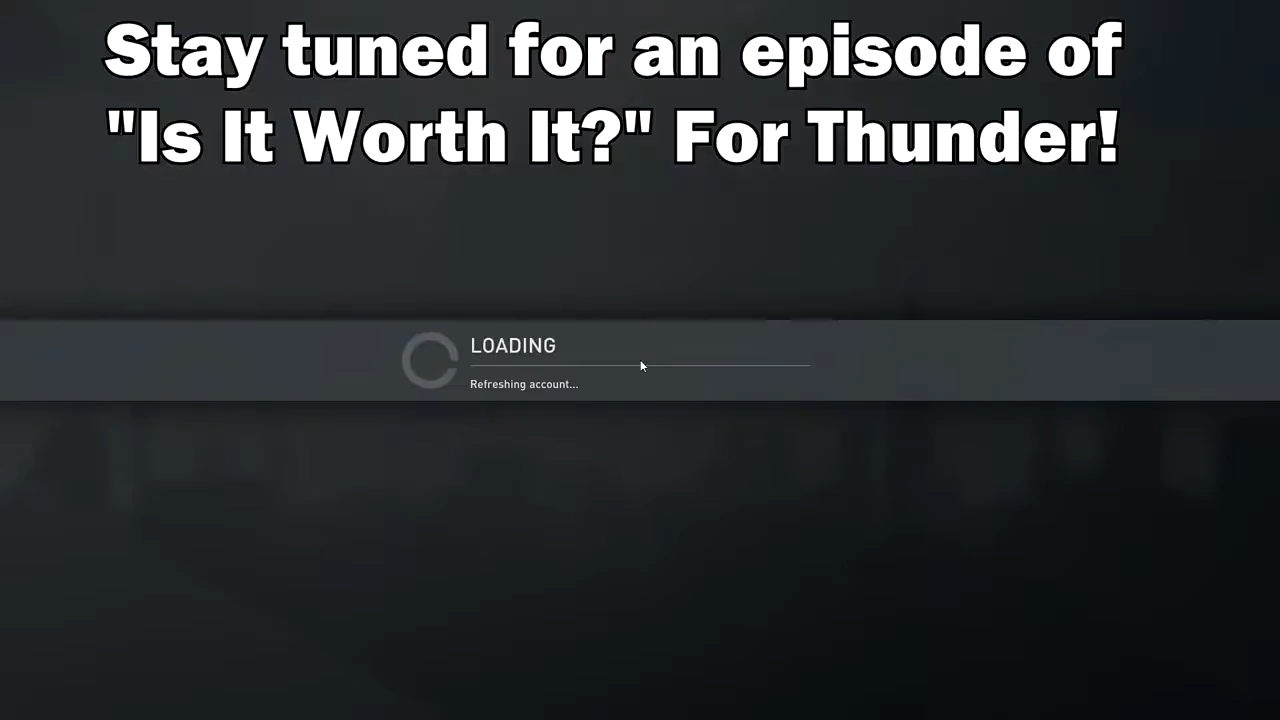 Stay tuned for an episode of
"Is It Worth It?" For Thunder!
LOADING
Refreshing account...